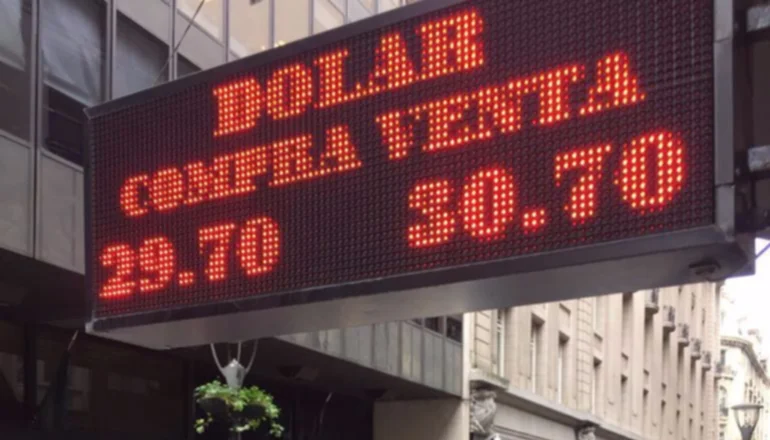 DOLAR
COMPRA VENTA
29.70 30.70